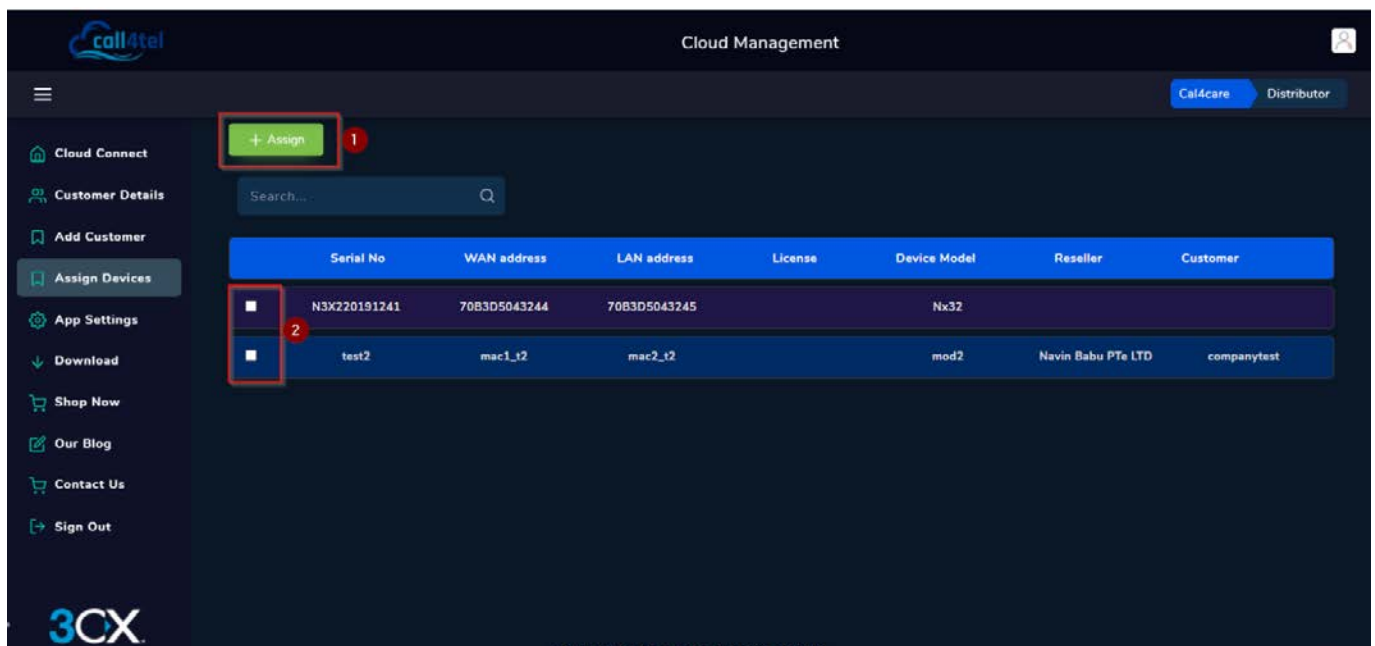 call4tel
Cloud Management
Cal4care Distributor
+ Assign 1
Cloud Connect
Customer Details
Search...
Add Customer
Serial No WAN address LAN address License Device Model Reseller Customer
Assign Devices
N3X220191241 70B3D5043244 70B3D5043245 Nx32
App Settings
2
test2 mac1_t2 mac2_t2 mod2 Navin Babu PTe LTD companytest
Download
Shop Now
Our Blog
Contact Us
Sign Out
3CX.